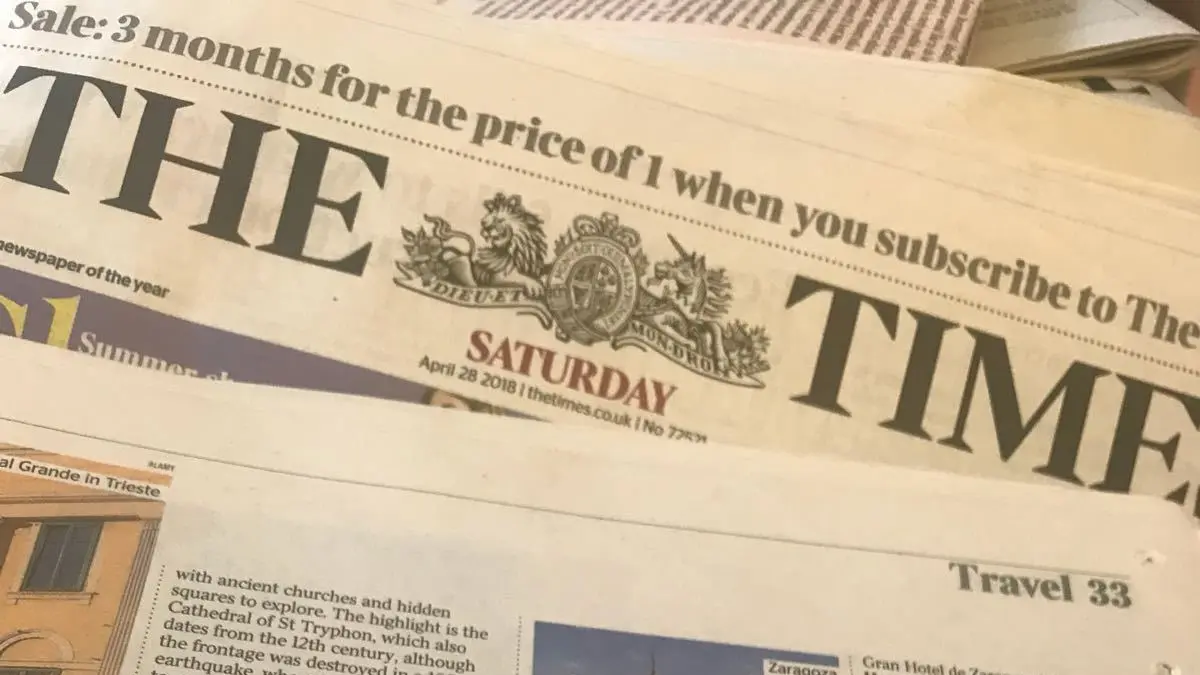 Sale: 3 months for the price of 1 when you subscribe to The
THE TIMES
DIEU·ET MON·DROIT
newspaper of the year
SATURDAY
April 28 2018 | thetimes.co.uk | No
Summer
al Grande in Trieste
ALAMY
Travel 33
with ancient churches and hidden
squares to explore. The highlight is the
Cathedral of St Tryphon, which also
dates from the 12th century, although
the frontage was destroyed in a
earthquake,
Zaragoza
Gran Hotel de